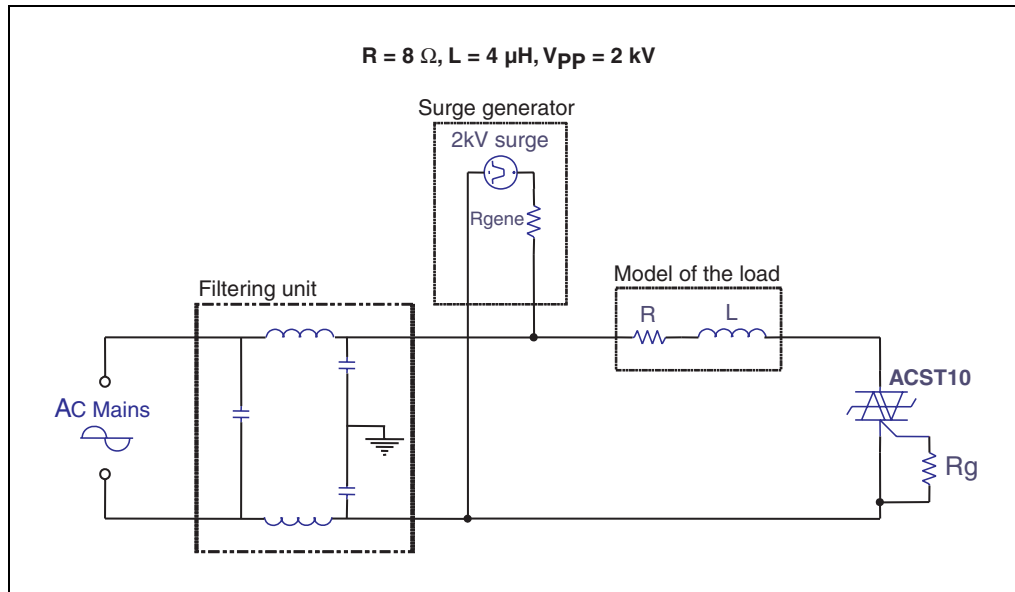 R = 8 Ω, L = 4 µH, VPP = 2 kV
Surge generator
2kV surge
Rgene
Filtering unit
Model of the load
R
L
ACST10
AC Mains
Rg